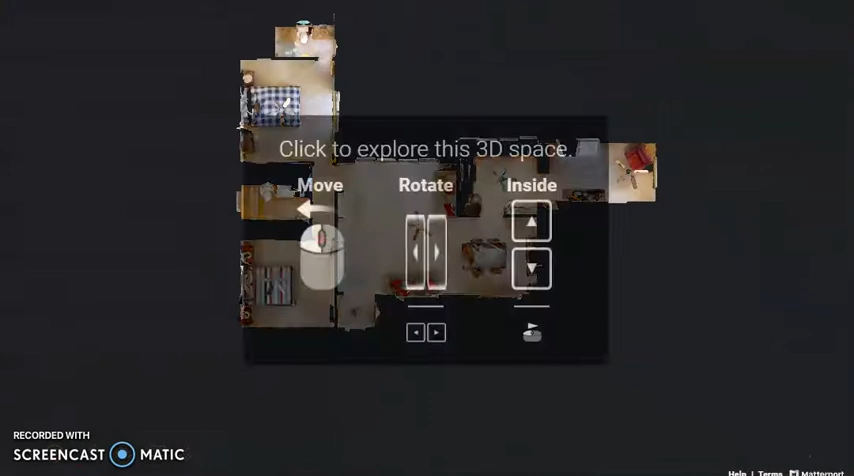 Click to explore this 3D space.
Move Rotate Inside
RECORDED WITH
SCREENCAST MATIC
Help | Terms Matterport